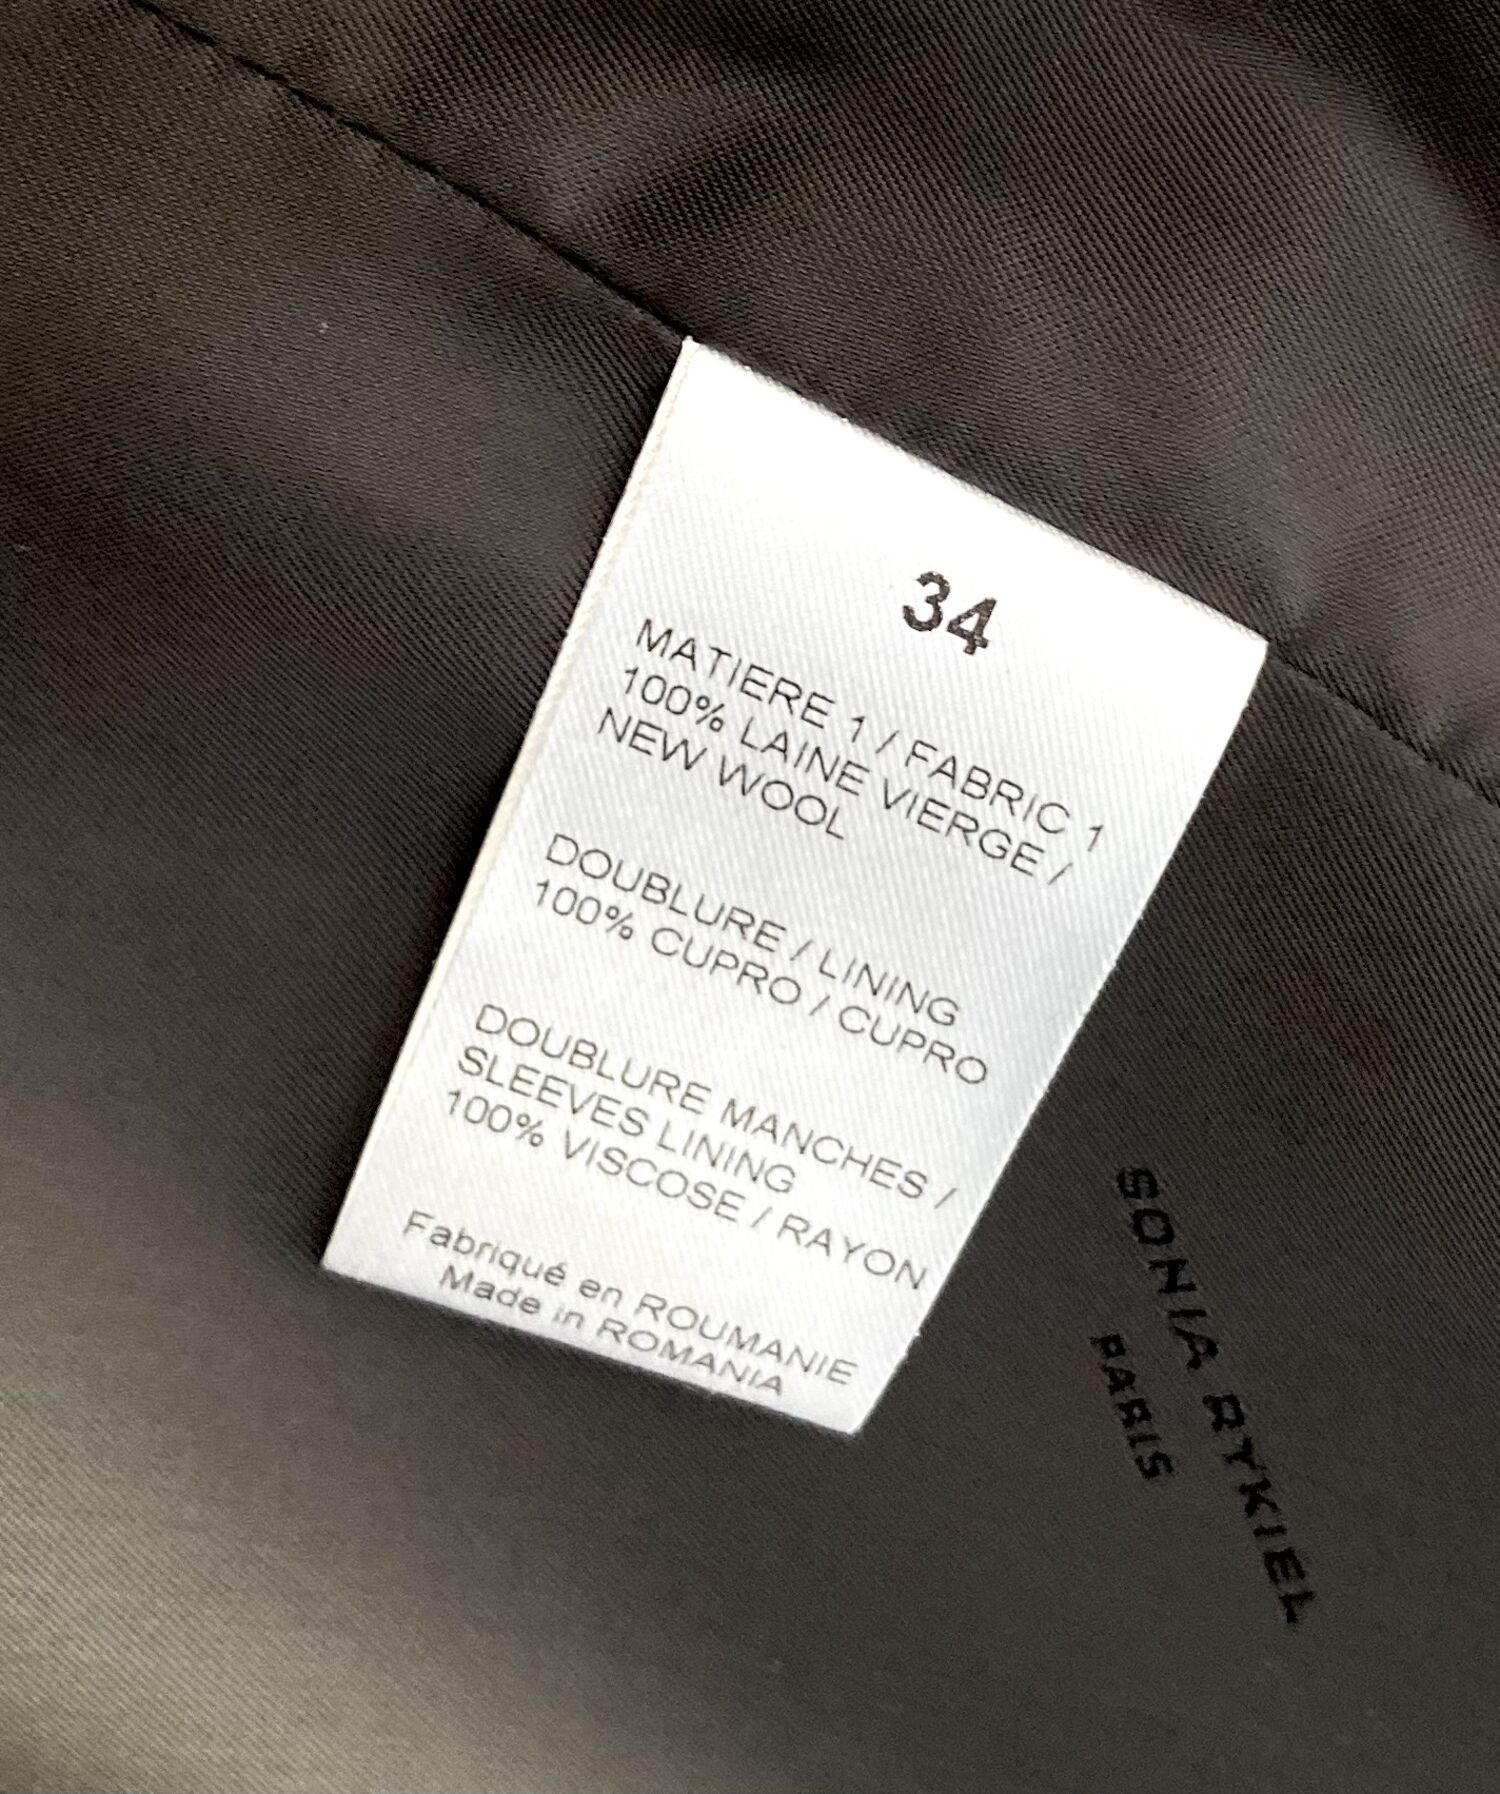 34
MATIERE 1 / FABRIC 1
100% LAINE VIERGE /
NEW WOOL
DOUBLURE / LINING
100% CUPRO / CUPRO
DOUBLURE MANCHES /
SLEEVES LINING
100% VISCOSE / RAYON
Fabriqué en ROUMANIE
Made in ROMANIA
SONIA RYKIEL
PARIS